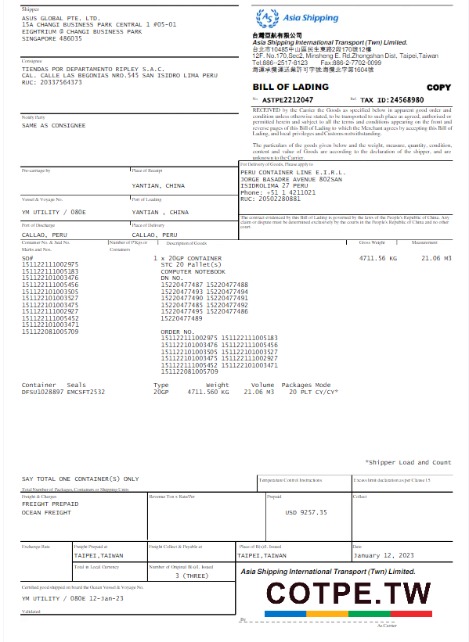 Shipper
ASUS GLOBAL PTE. LTD.
15A CHANGI BUSINESS PARK CENTRAL 1 #05-01
EIGHTRIUM @ CHANGI BUSINESS PARK
SINGAPORE 486035
Consignee
TIENDAS POR DEPARTAMENTO RIPLEY S.A.C.
CAL. CALLE LAS BEGONIAS NRO.545 SAN ISIDRO LIMA PERU
RUC: 20337564373
Notify Party
SAME AS CONSIGNEE
Asia Shipping
台灣亞航有限公司
Asia Shipping International Transport (Twn) Limited.
台北市10485中山區民生東路2段170號12樓
12F, No.170,Sec2, Minsheng E. Rd.Zhongshan Dist, Taipei,Taiwan
Tel:886-2517-0123 Fax:886-2-7702-0099
海運承攬運送業許可字號:海攬北字第1604號
BILL OF LADING COPY
No. ASTPE2212047 TAX ID:24568980
RECEIVED by the Carrier the Goods as specified below in apparent good order and
condition unless otherwise stated, to be transported to such place as agreed, authorised or
permitted herein and subject to all the terms and conditions appearing on the front and
reverse pages of this Bill of Lading to which the Merchant agrees by accepting this Bill of
Lading, and local privileges and Customs notwithstanding.
The particulars of the goods given below and the weight, measure, quantity, condition,
content and value of Goods are according to the declaration of the shipper, and are
unknown to the Carrier.
Pre-carriage by Place of Receipt
YANTIAN, CHINA
Vessel & Voyage No. Port of Loading
YM UTILITY / 080E YANTIAN , CHINA
Port of Discharge Place of Delivery
CALLAO, PERU CALLAO, PERU
For Delivery of Goods, Please apply to
PERU CONTAINER LINE E.I.R.L.
JORGE BASADRE AVENUE 802SAN
ISIDROLIMA 27 PERU
Phone: +51 1 4211021
RUC: 20502280881
The contract evidenced by this Bill of Lading is governed by the laws of the People's Republic of China. Any
claim or dispute must be determined exclusively by the courts in the People's Republic of China and no other
court.
Container No. & Seal No. Number of Pkgs or Description of Goods Gross Weight Measurement
Marks and Nos. Containers
SO# 1 x 20GP CONTAINER 4711.56 KG 21.06 M3
151122111002975 STC 20 Pallet(s)
151122111005183 COMPUTER NOTEBOOK
151122101003476 DN NO.
151122111005456 15220477487 15220477488
151122101003505 15220477493 15220477494
151122101003527 15220477490 15220477491
151122101003475 15220477485 15220477492
151122111002927 15220477495 15220477486
151122111005452 15220477489
151122101003471
151122081005709 ORDER NO.
151122111002975 151122111005183
151122101003476 151122111005456
151122101003505 151122101003527
151122101003475 151122111002927
151122111005452 151122101003471
151122081005709
Container Seals Type Weight Volume Packages Mode
DFSU1028897 EMCSFT2532 20GP 4711.560 KG 21.06 M3 20 PLT CY/CY*
*Shipper Load and Count
SAY TOTAL ONE CONTAINER(S) ONLY
Temperature Control Instructions
Excess limit declaration as per Clause 15
Total Number of Packages, Containers or Shipping Units
Freight & Charges Revenue Tons Rate/No Prepaid Collect
FREIGHT PREPAID
OCEAN FREIGHT USD 9257.35
Exchange Rate Freight Prepaid at Freight Collect & Payable at Place of B(s)/L Issued Date
TAIPEI,TAIWAN TAIPEI,TAIWAN January 12, 2023
Total in Local Currency Number of Original B(s)/L Issued
3 (THREE)
Asia Shipping International Transport (Twn) Limited.
YM UTILITY / 080E 12-Jan-23
Validated
COTPE.TW
By
As Carrier